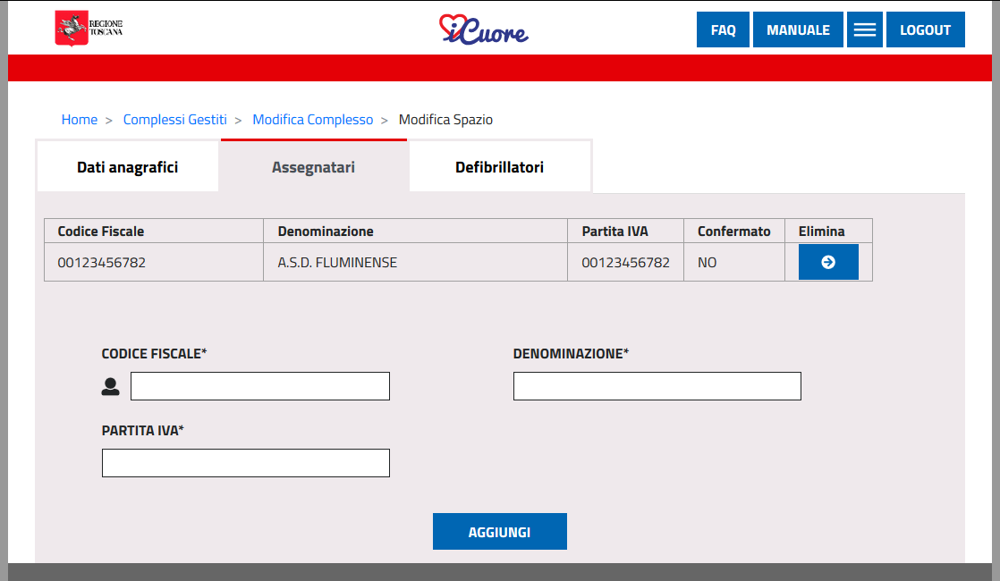 REGIONE
TOSCANA
iCuore
FAQ MANUALE LOGOUT
Home > Complessi Gestiti > Modifica Complesso > Modifica Spazio
Dati anagrafici Assegnatari Defibrillatori
Codice Fiscale Denominazione Partita IVA Confermato Elimina
00123456782 A.S.D. FLUMINENSE 00123456782 NO
CODICE FISCALE* DENOMINAZIONE*
PARTITA IVA*
AGGIUNGI